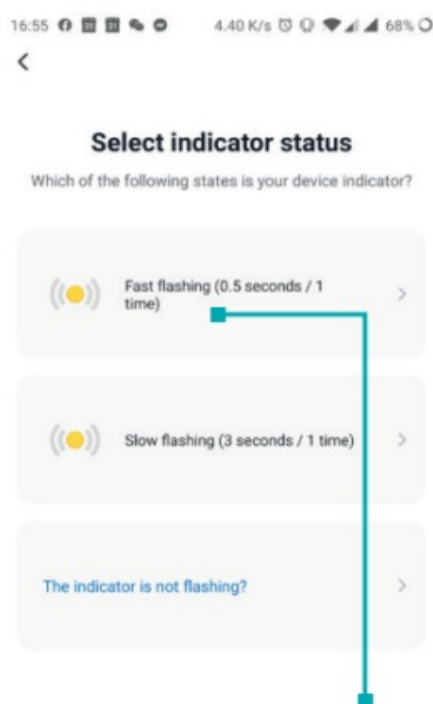 16:55 4.40 K/s 68%
Select indicator status
Which of the following states is your device indicator?
Fast flashing (0.5 seconds / 1
time)
Slow flashing (3 seconds / 1 time)
The indicator is not flashing?